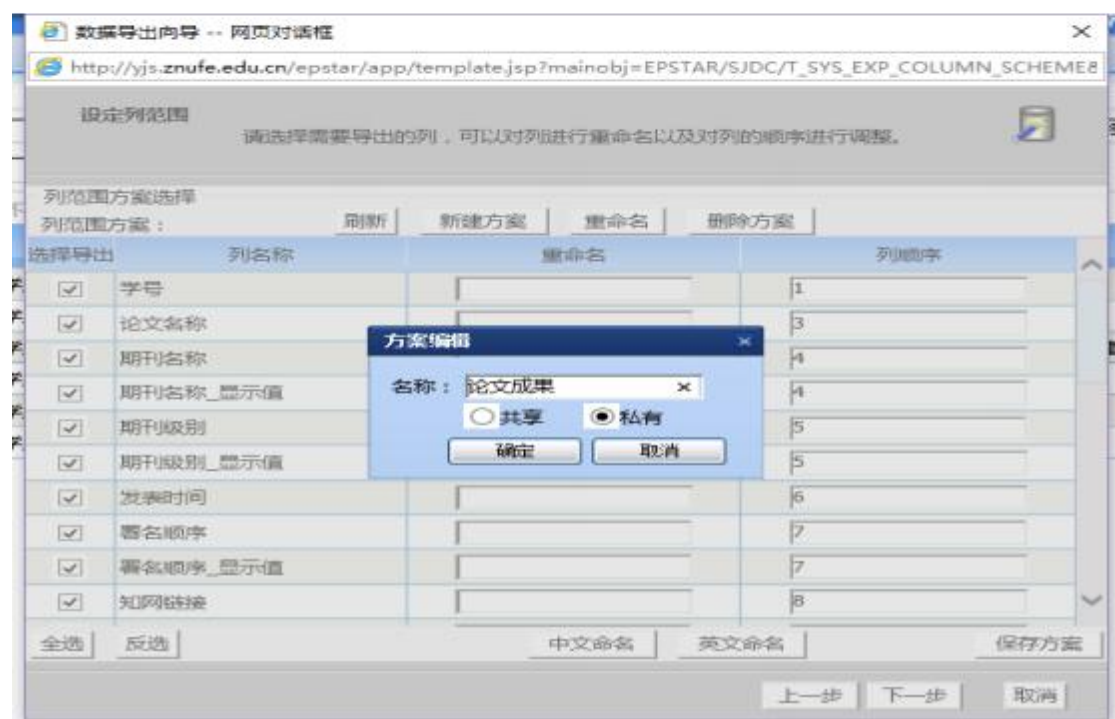 数据导出向导 -- 网页对话框
http://yjs.znufe.edu.cn/epstar/app/template.jsp?mainobj=EPSTAR/SJDC/T_SYS_EXP_COLUMN_SCHEME&
设定列范围
请选择需要导出的列，可以对列进行重命名以及对列的顺序进行调整。
列范围方案选择
列范围方案： 刷新 新建方案 重命名 删除方案
选择导出 列名称 重命名 列顺序
学号 1
论文名称 3
方案编辑
期刊名称 4
名称： 论文成果
期刊名称_显示值 4
共享 私有
期刊级别 5
确定 取消
期刊级别_显示值 5
发表时间 6
署名顺序 7
署名顺序_显示值 7
知网链接 8
全选 反选 中文命名 英文命名 保存方案
上一步 下一步 取消